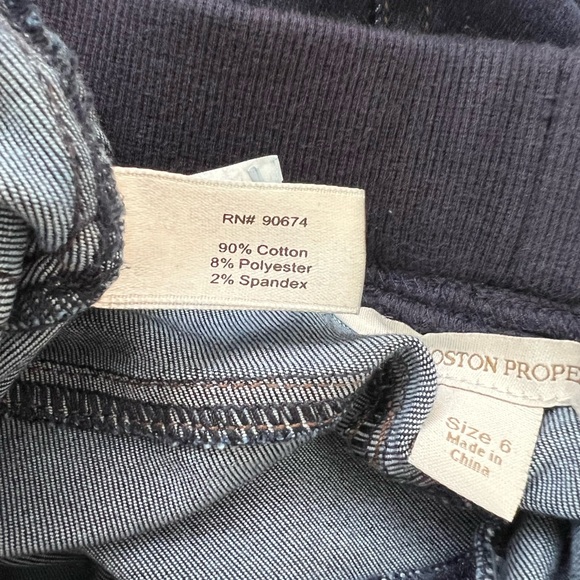 RN# 90674
90% Cotton
8% Polyester
2% Spandex
OSTON PROPE
Size 6
Made in
China